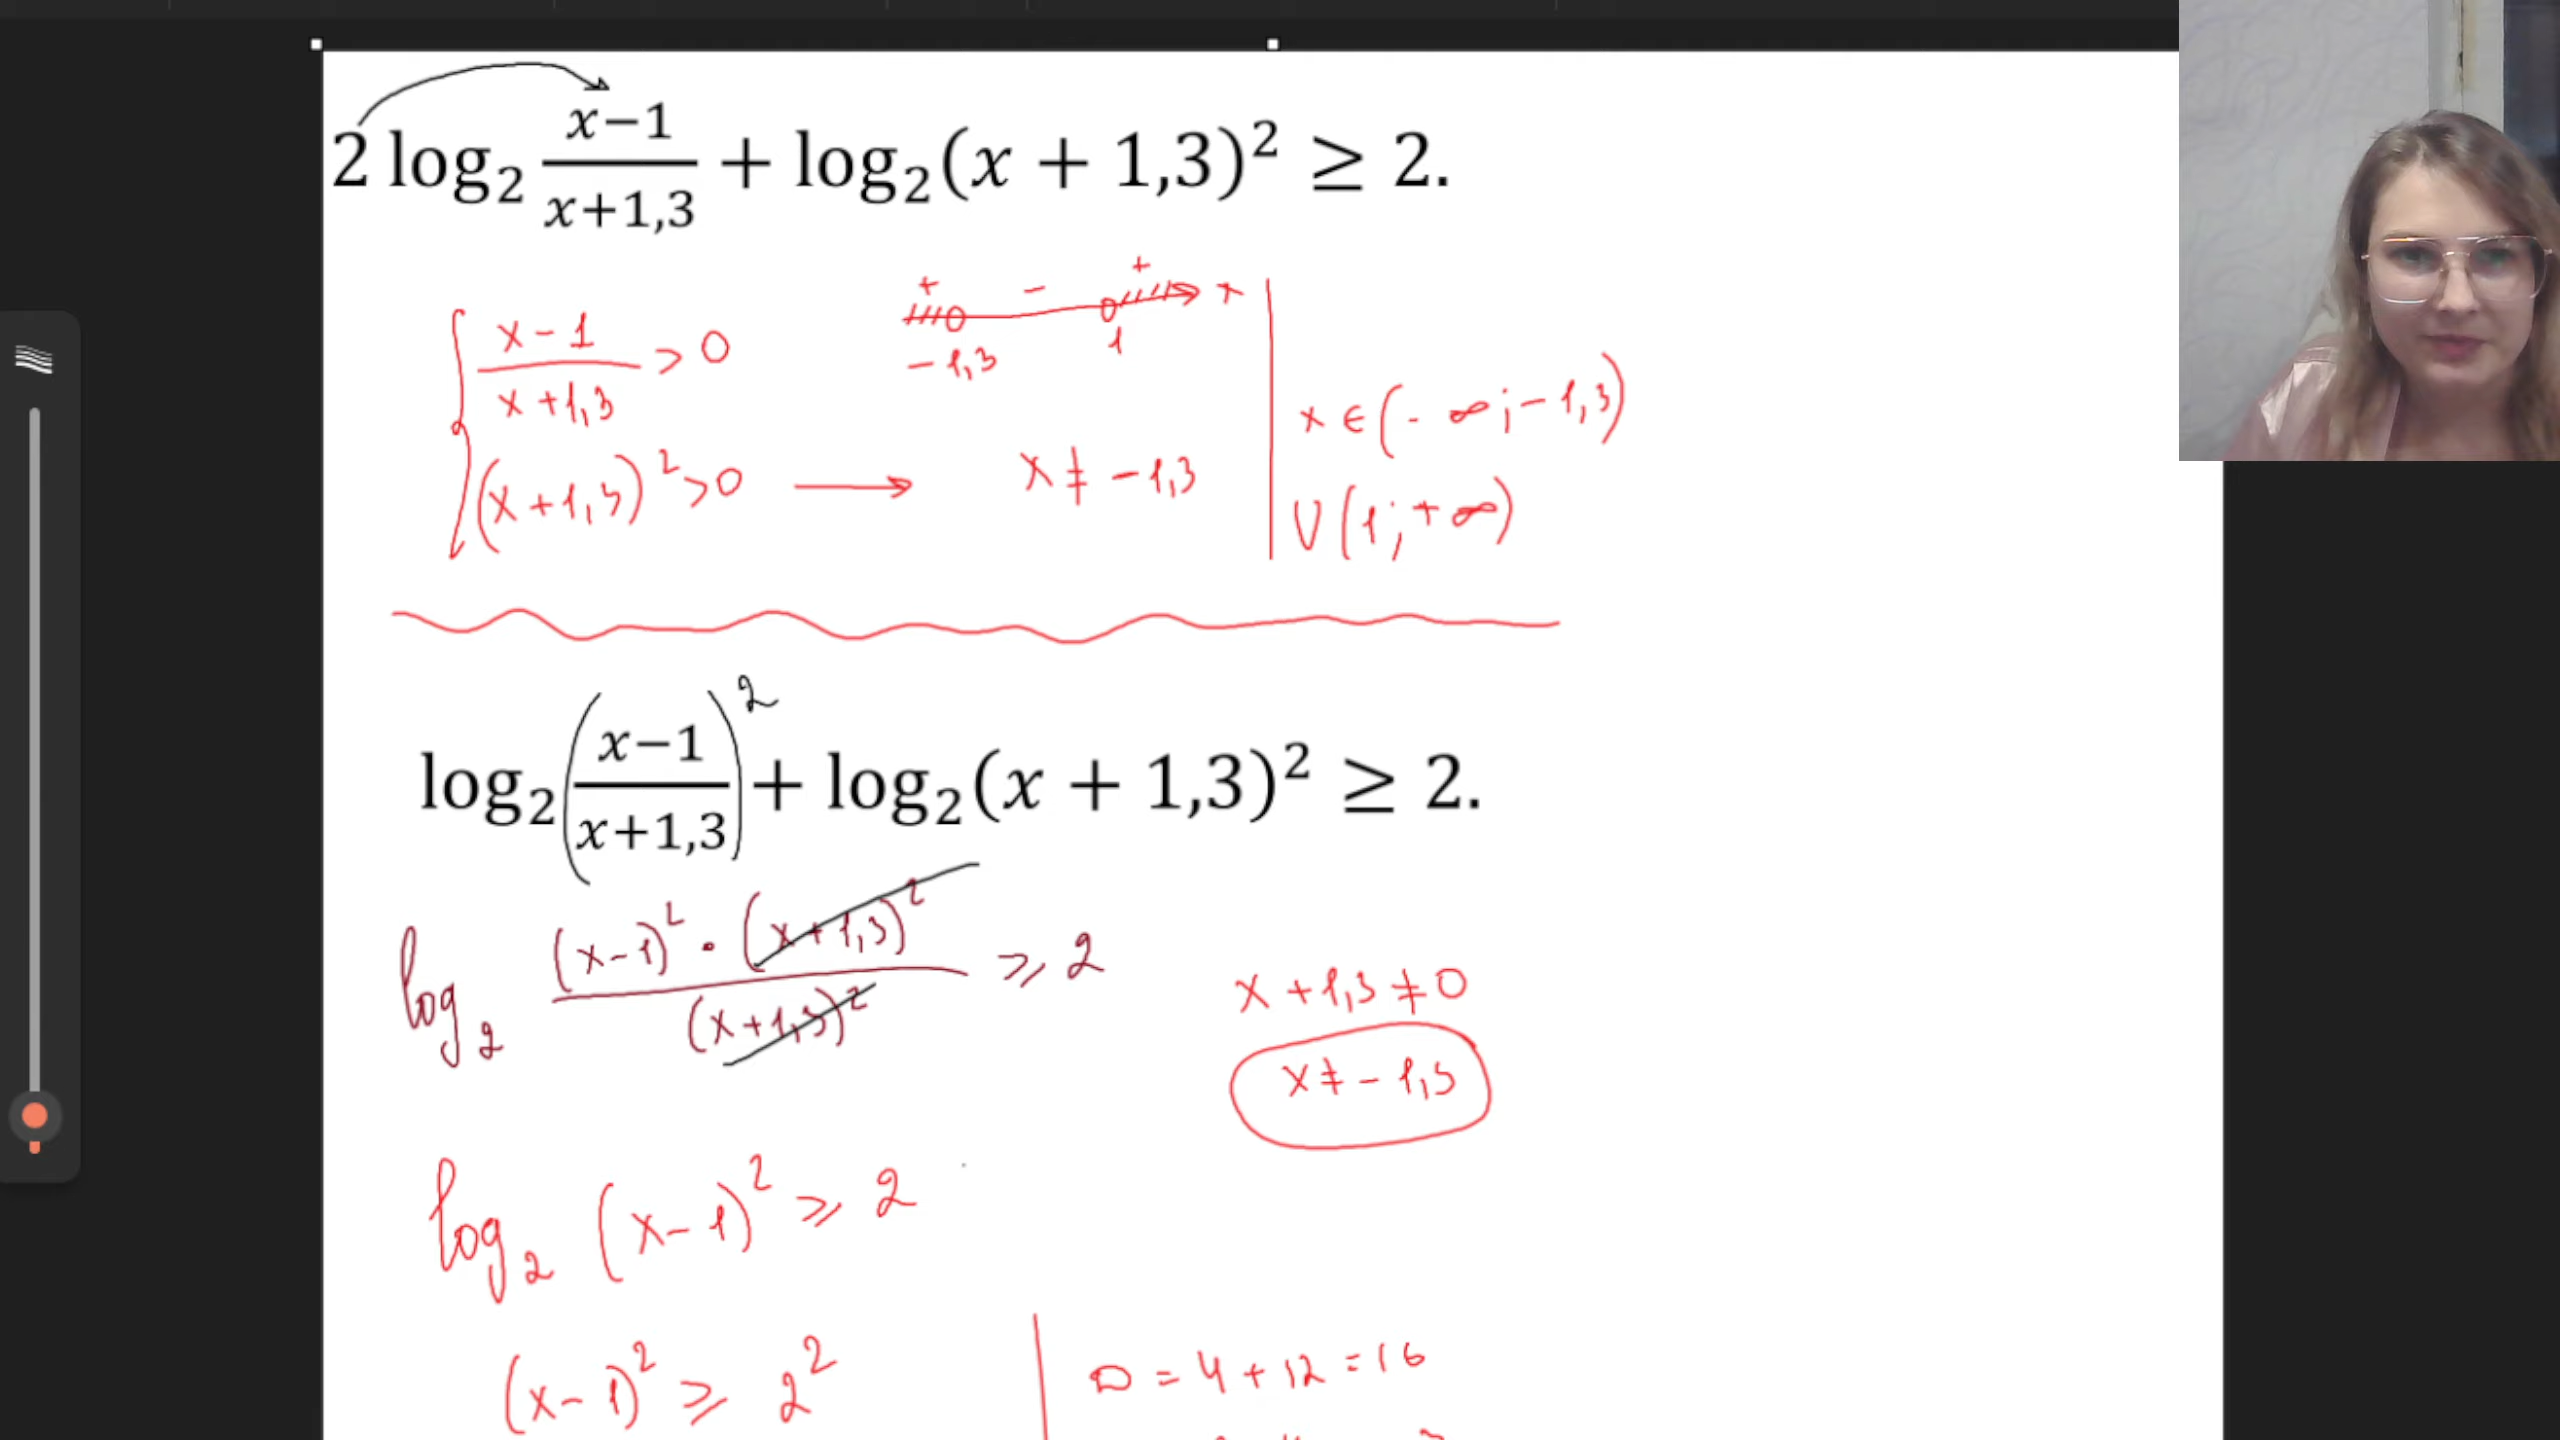 2 log₂ (x−1)/(x+1,3) + log₂(x + 1,3)² ≥ 2.
+ − +
−1,3 1 x
{ (x−1)/(x+1,3) > 0
(x+1,3)² > 0 → x ≠ −1,3
x ∈ (−∞; −1,3)
∪ (1; +∞)
log₂((x−1)/(x+1,3))² + log₂(x + 1,3)² ≥ 2.
log₂ ((x−1)² · (x+1,3)²)/(x+1,3)² ≥ 2
x + 1,3 ≠ 0
x ≠ −1,3
log₂ (x−1)² ≥ 2
(x−1)² ≥ 2²
D = 4 + 12 = 16